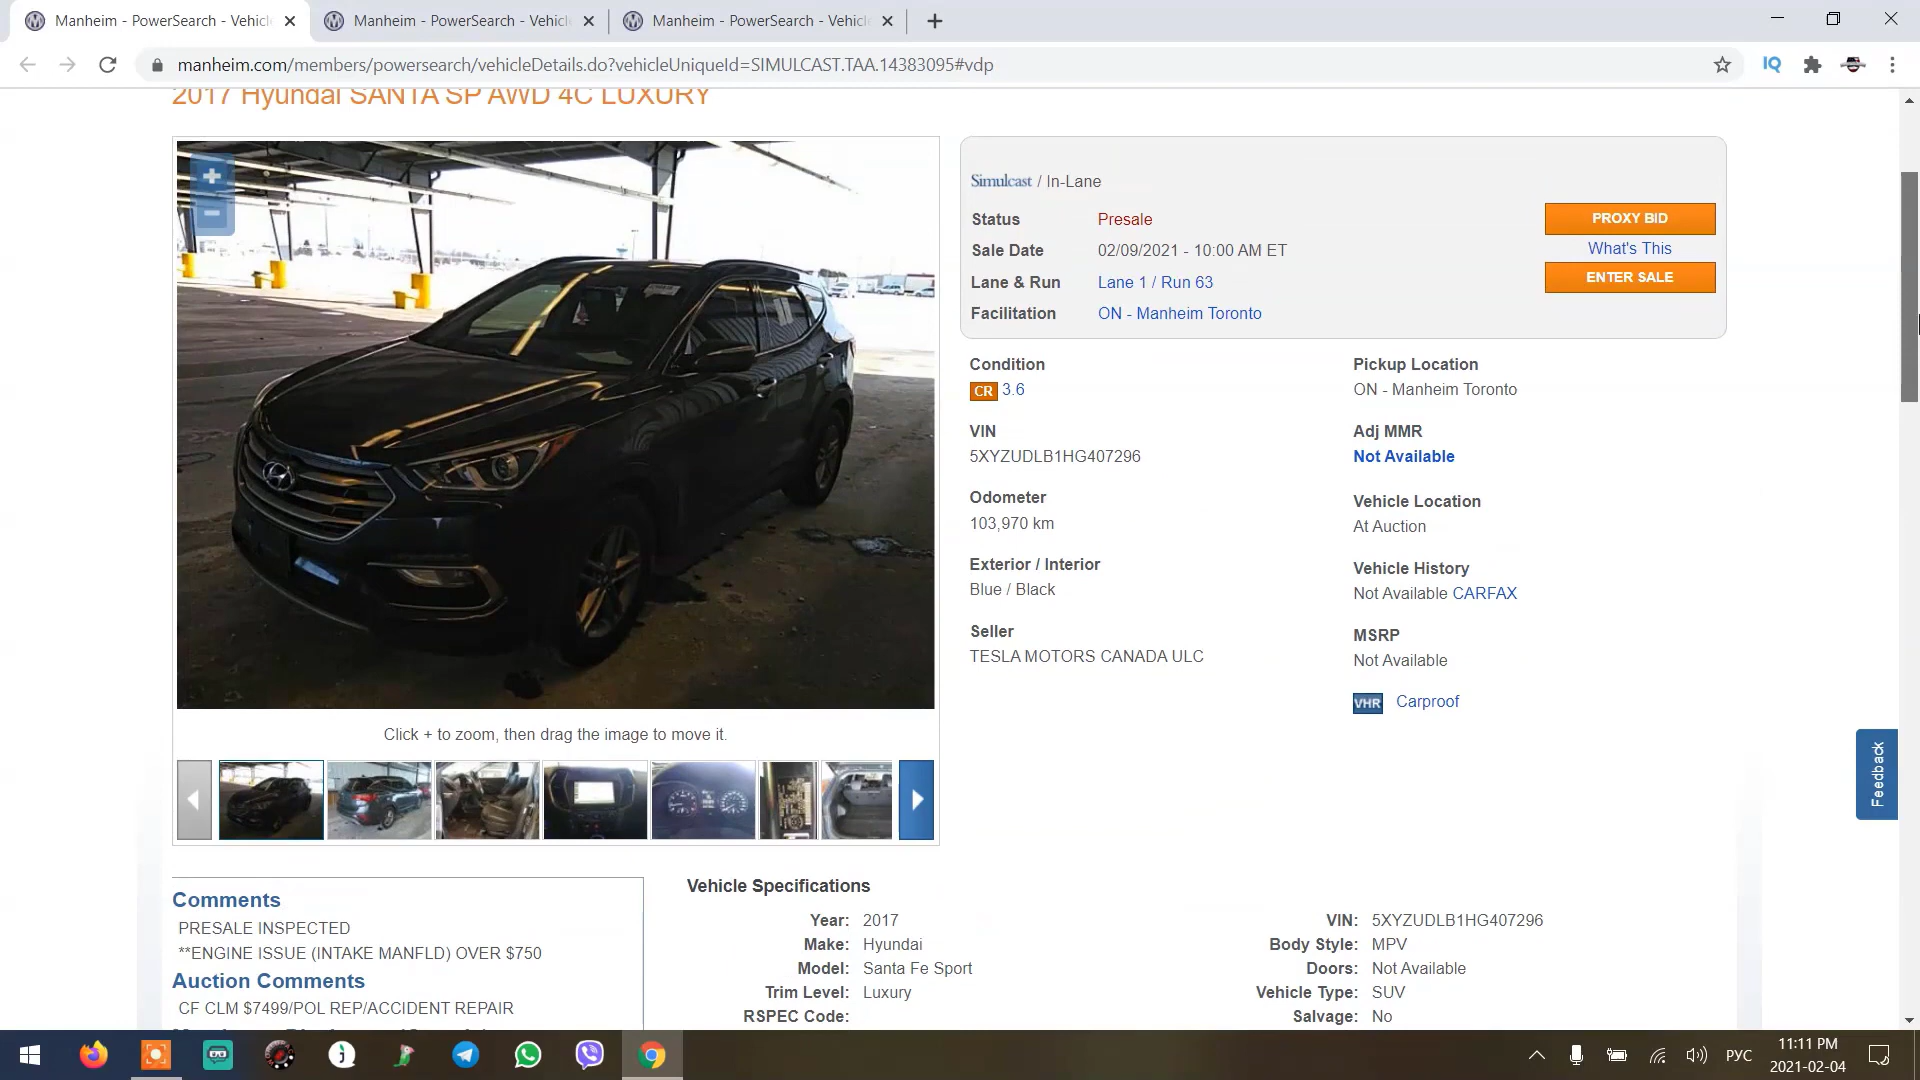 Manheim - PowerSearch - Vehicle
Manheim - PowerSearch - Vehicle
Manheim - PowerSearch - Vehicle
manheim.com/members/powersearch/vehicleDetails.do?vehicleUniqueId=SIMULCAST.TAA.14383095#vdp
IQ
2017 Hyundai SANTA SP AWD 4C LUXURY
Simulcast / In-Lane
Status Presale
PROXY BID
Sale Date 02/09/2021 - 10:00 AM ET
What's This
Lane & Run Lane 1 / Run 63
ENTER SALE
Facilitation ON - Manheim Toronto
Condition
CR 3.6
VIN
5XYZUDLB1HG407296
Odometer
103,970 km
Exterior / Interior
Blue / Black
Seller
TESLA MOTORS CANADA ULC
Pickup Location
ON - Manheim Toronto
Adj MMR
Not Available
Vehicle Location
At Auction
Vehicle History
Not Available CARFAX
MSRP
Not Available
VHR Carproof
Click + to zoom, then drag the image to move it.
Feedback
Comments
PRESALE INSPECTED
**ENGINE ISSUE (INTAKE MANFLD) OVER $750
Auction Comments
CF CLM $7499/POL REP/ACCIDENT REPAIR
Vehicle Specifications
Year: 2017
Make: Hyundai
Model: Santa Fe Sport
Trim Level: Luxury
RSPEC Code:
VIN: 5XYZUDLB1HG407296
Body Style: MPV
Doors: Not Available
Vehicle Type: SUV
Salvage: No
РУС
11:11 PM
2021-02-04